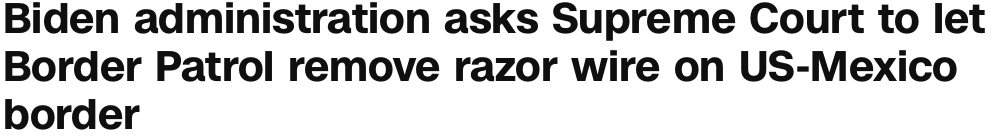 Biden administration asks Supreme Court to let
Border Patrol remove razor wire on US-Mexico
border